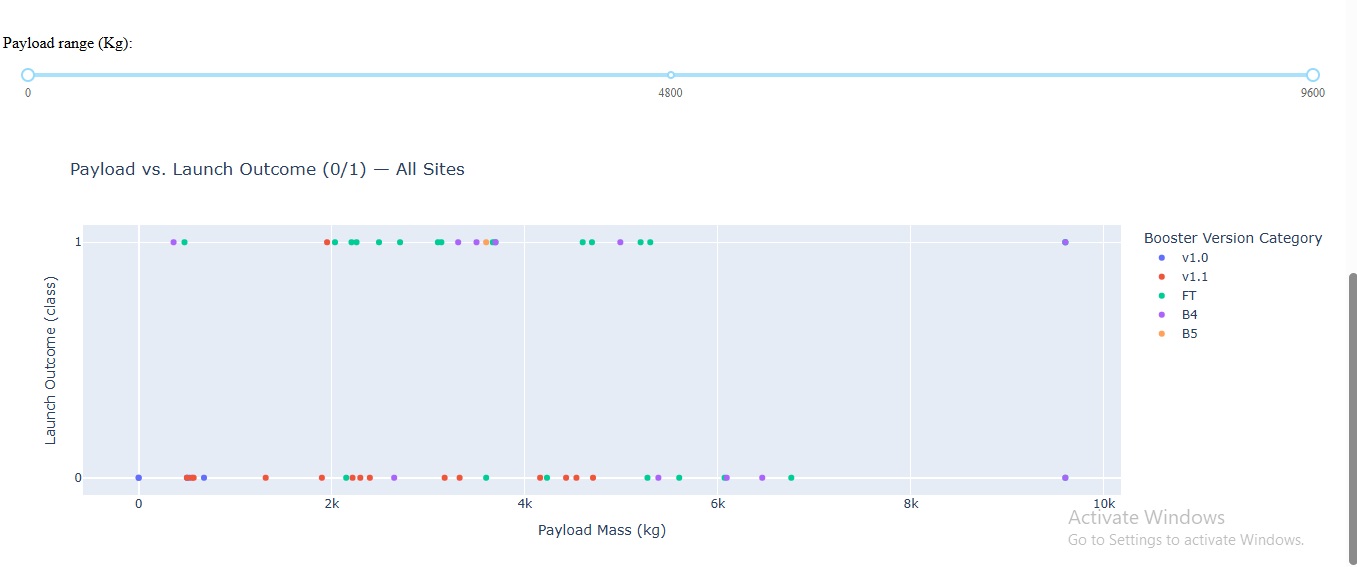 Payload range (Kg):
0 4800 9600
Payload vs. Launch Outcome (0/1) — All Sites
Launch Outcome (class)
1
0
0 2k 4k 6k 8k 10k
Payload Mass (kg)
Booster Version Category
v1.0
v1.1
FT
B4
B5
Activate Windows
Go to Settings to activate Windows.